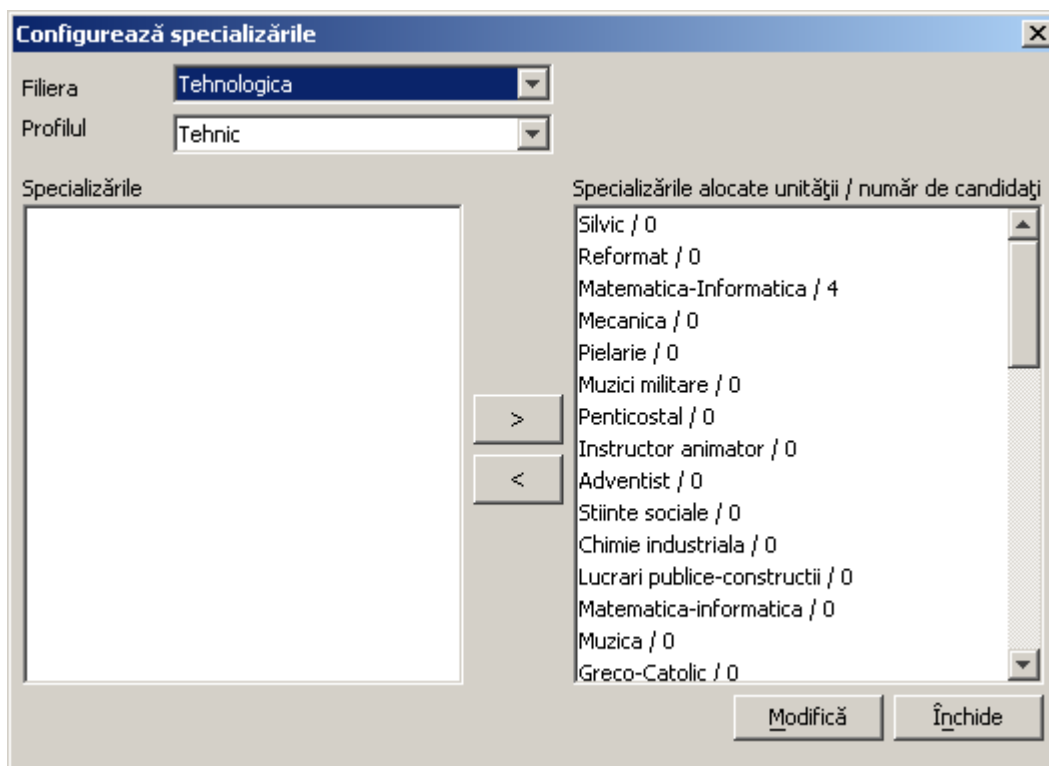 Configurează specializările
Filiera
Tehnologica
Profilul
Tehnic
Specializările
Specializările alocate unităţii / număr de candidaţi
Silvic / 0
Reformat / 0
Matematica-Informatica / 4
Mecanica / 0
Pielarie / 0
Muzici militare / 0
Penticostal / 0
Instructor animator / 0
Adventist / 0
Stiinte sociale / 0
Chimie industriala / 0
Lucrari publice-constructii / 0
Matematica-informatica / 0
Muzica / 0
Greco-Catolic / 0
>
<
Modifică
Închide